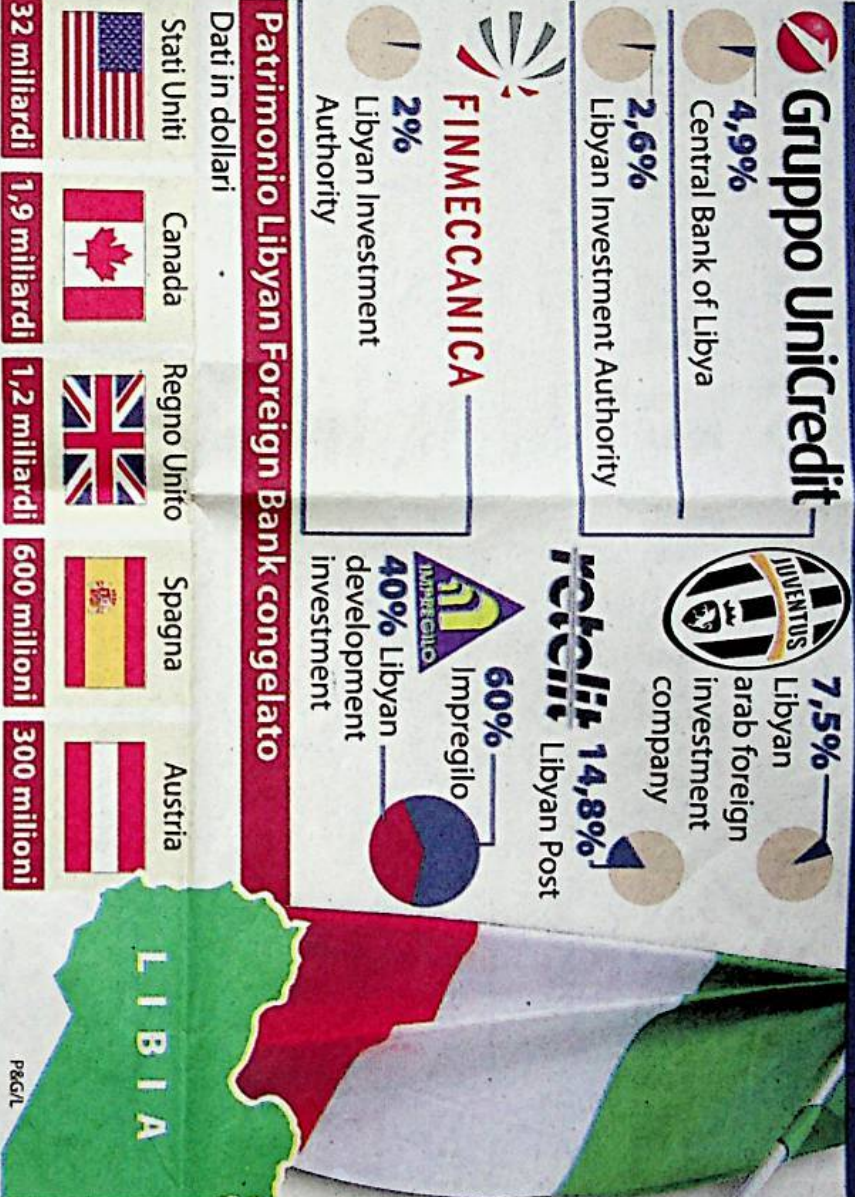 Gruppo UniCredit
4,9%
Central Bank of Libya
2,6%
Libyan Investment Authority
FINMECCANICA
2%
Libyan Investment
Authority
JUVENTUS
7,5%
Libyan
arab foreign
investment
company
retelit 14,8%
Libyan Post
IMPREGILO
60%
Impregilo
40% Libyan
development
investment
Patrimonio Libyan Foreign Bank congelato
Dati in dollari
Stati Uniti
32 miliardi
Canada
1,9 miliardi
Regno Unito
1,2 miliardi
Spagna
600 milioni
Austria
300 milioni
LIBIA
P&G/L